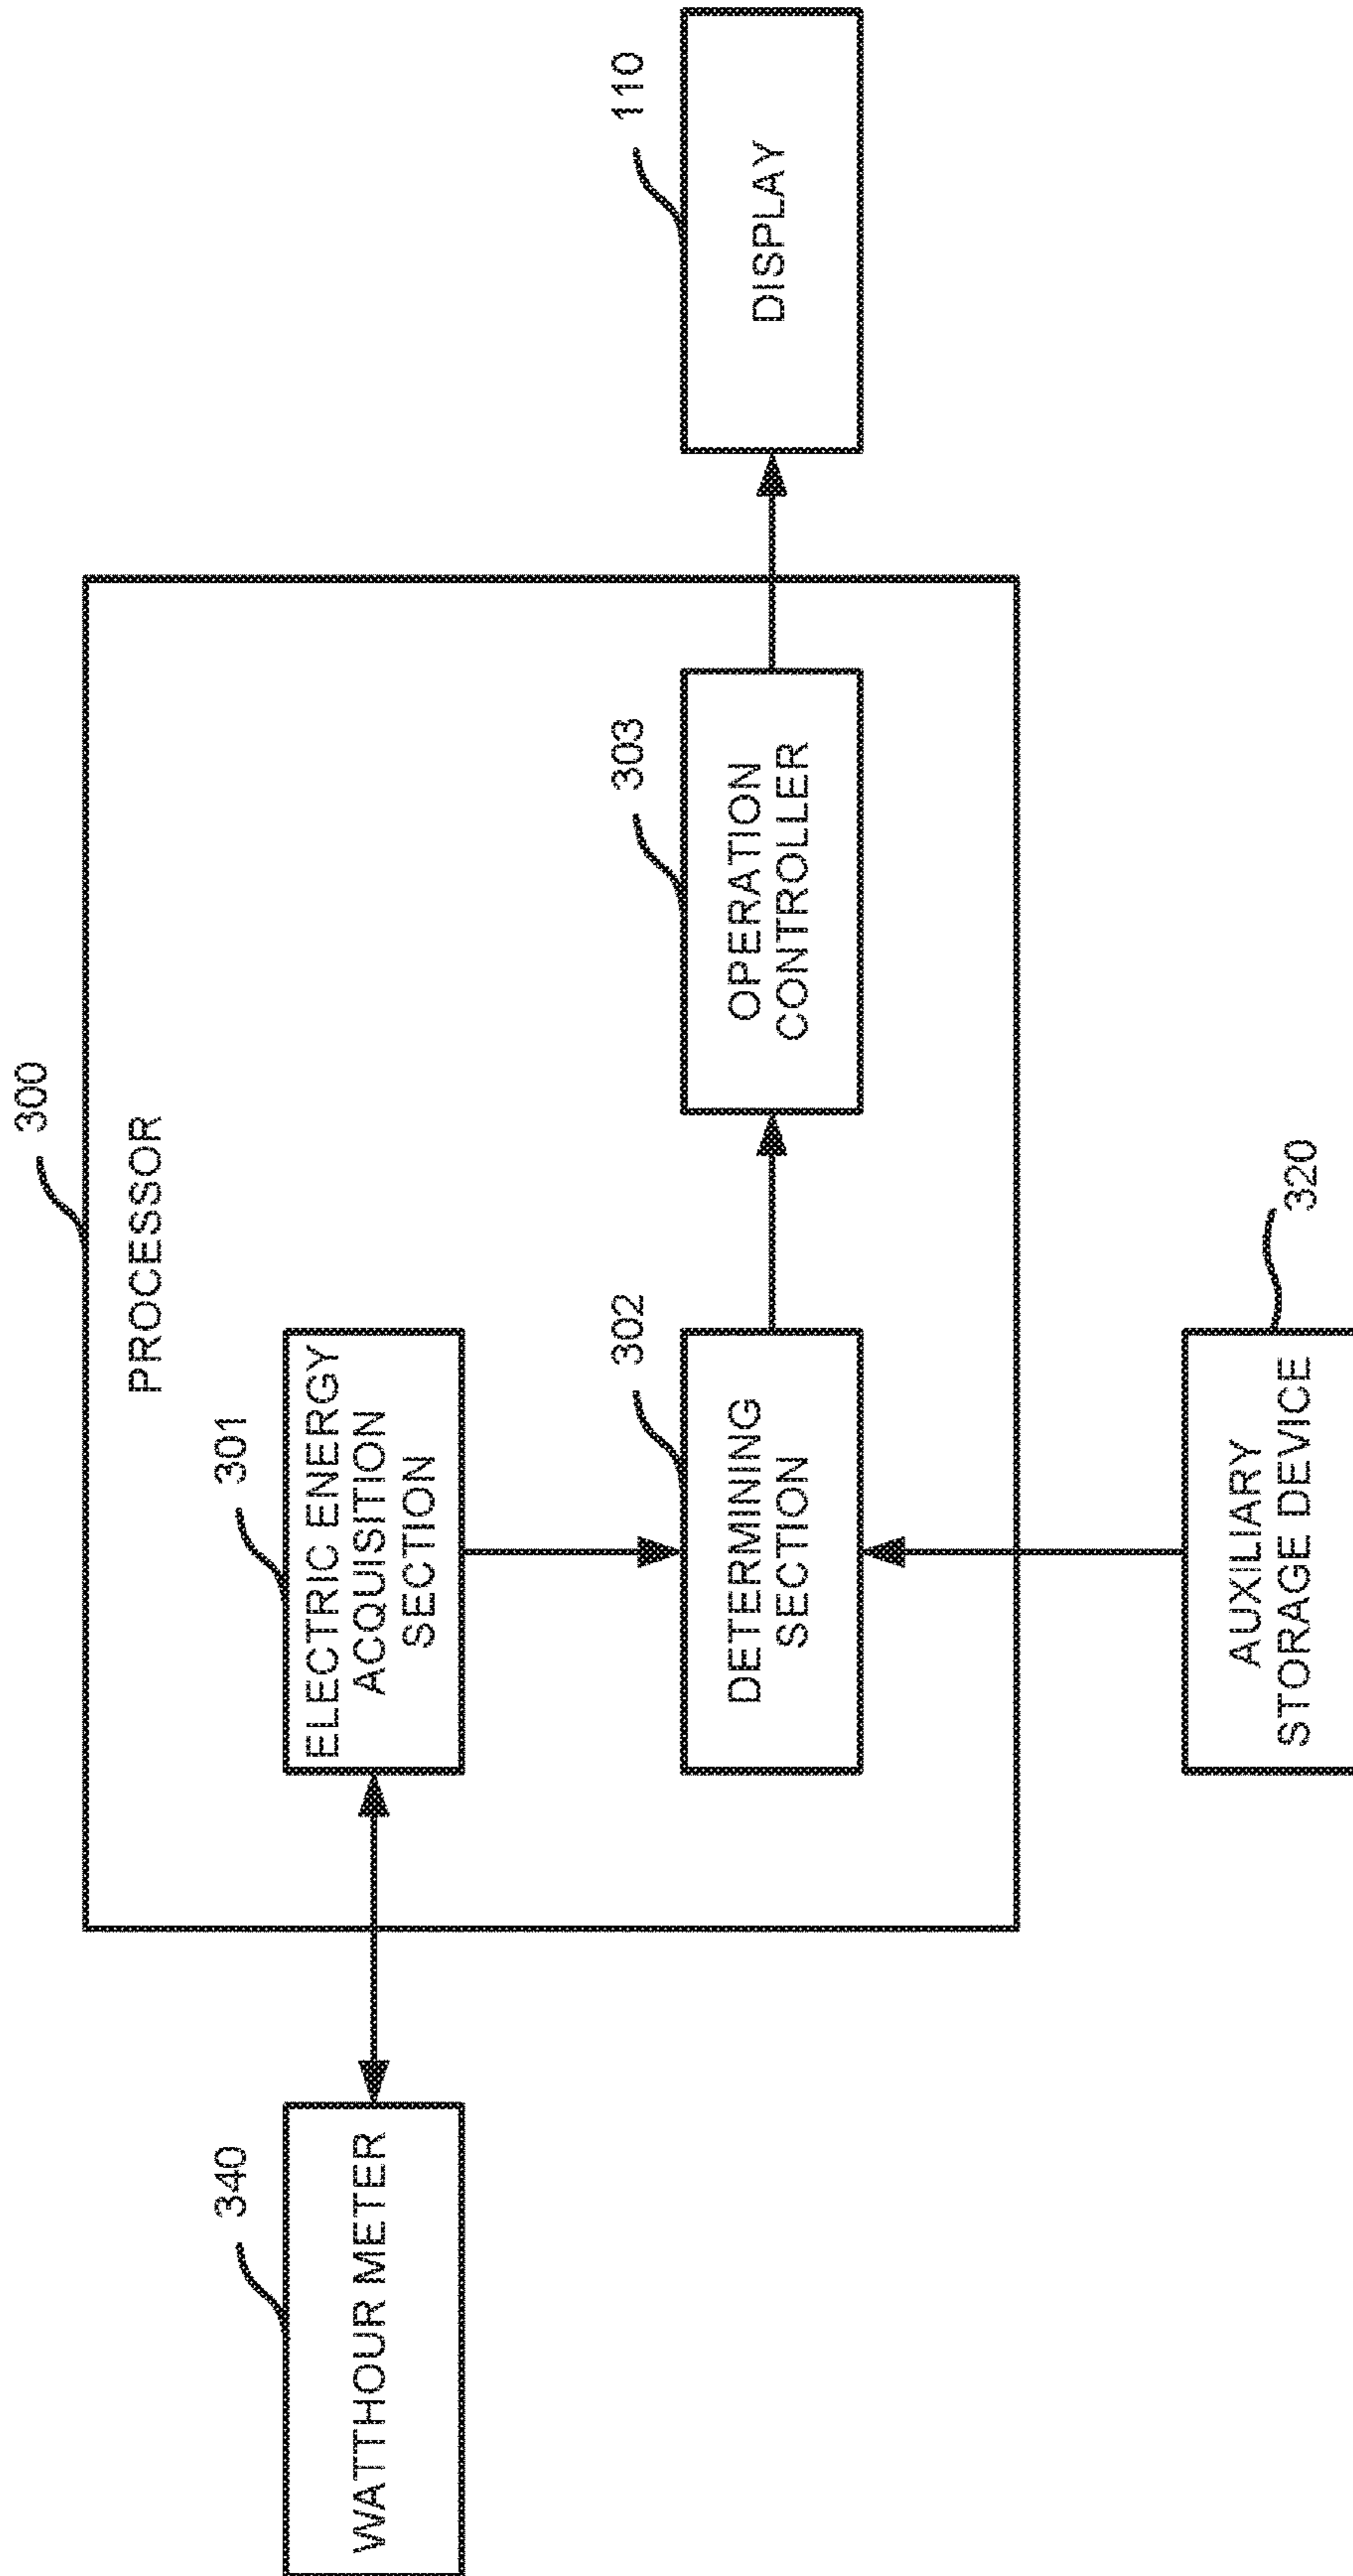 300
PROCESSOR
340
WATTHOUR METER
301
ELECTRIC ENERGY
ACQUISITION
SECTION
302
DETERMINING
SECTION
303
OPERATION
CONTROLLER
110
DISPLAY
320
AUXILIARY
STORAGE DEVICE